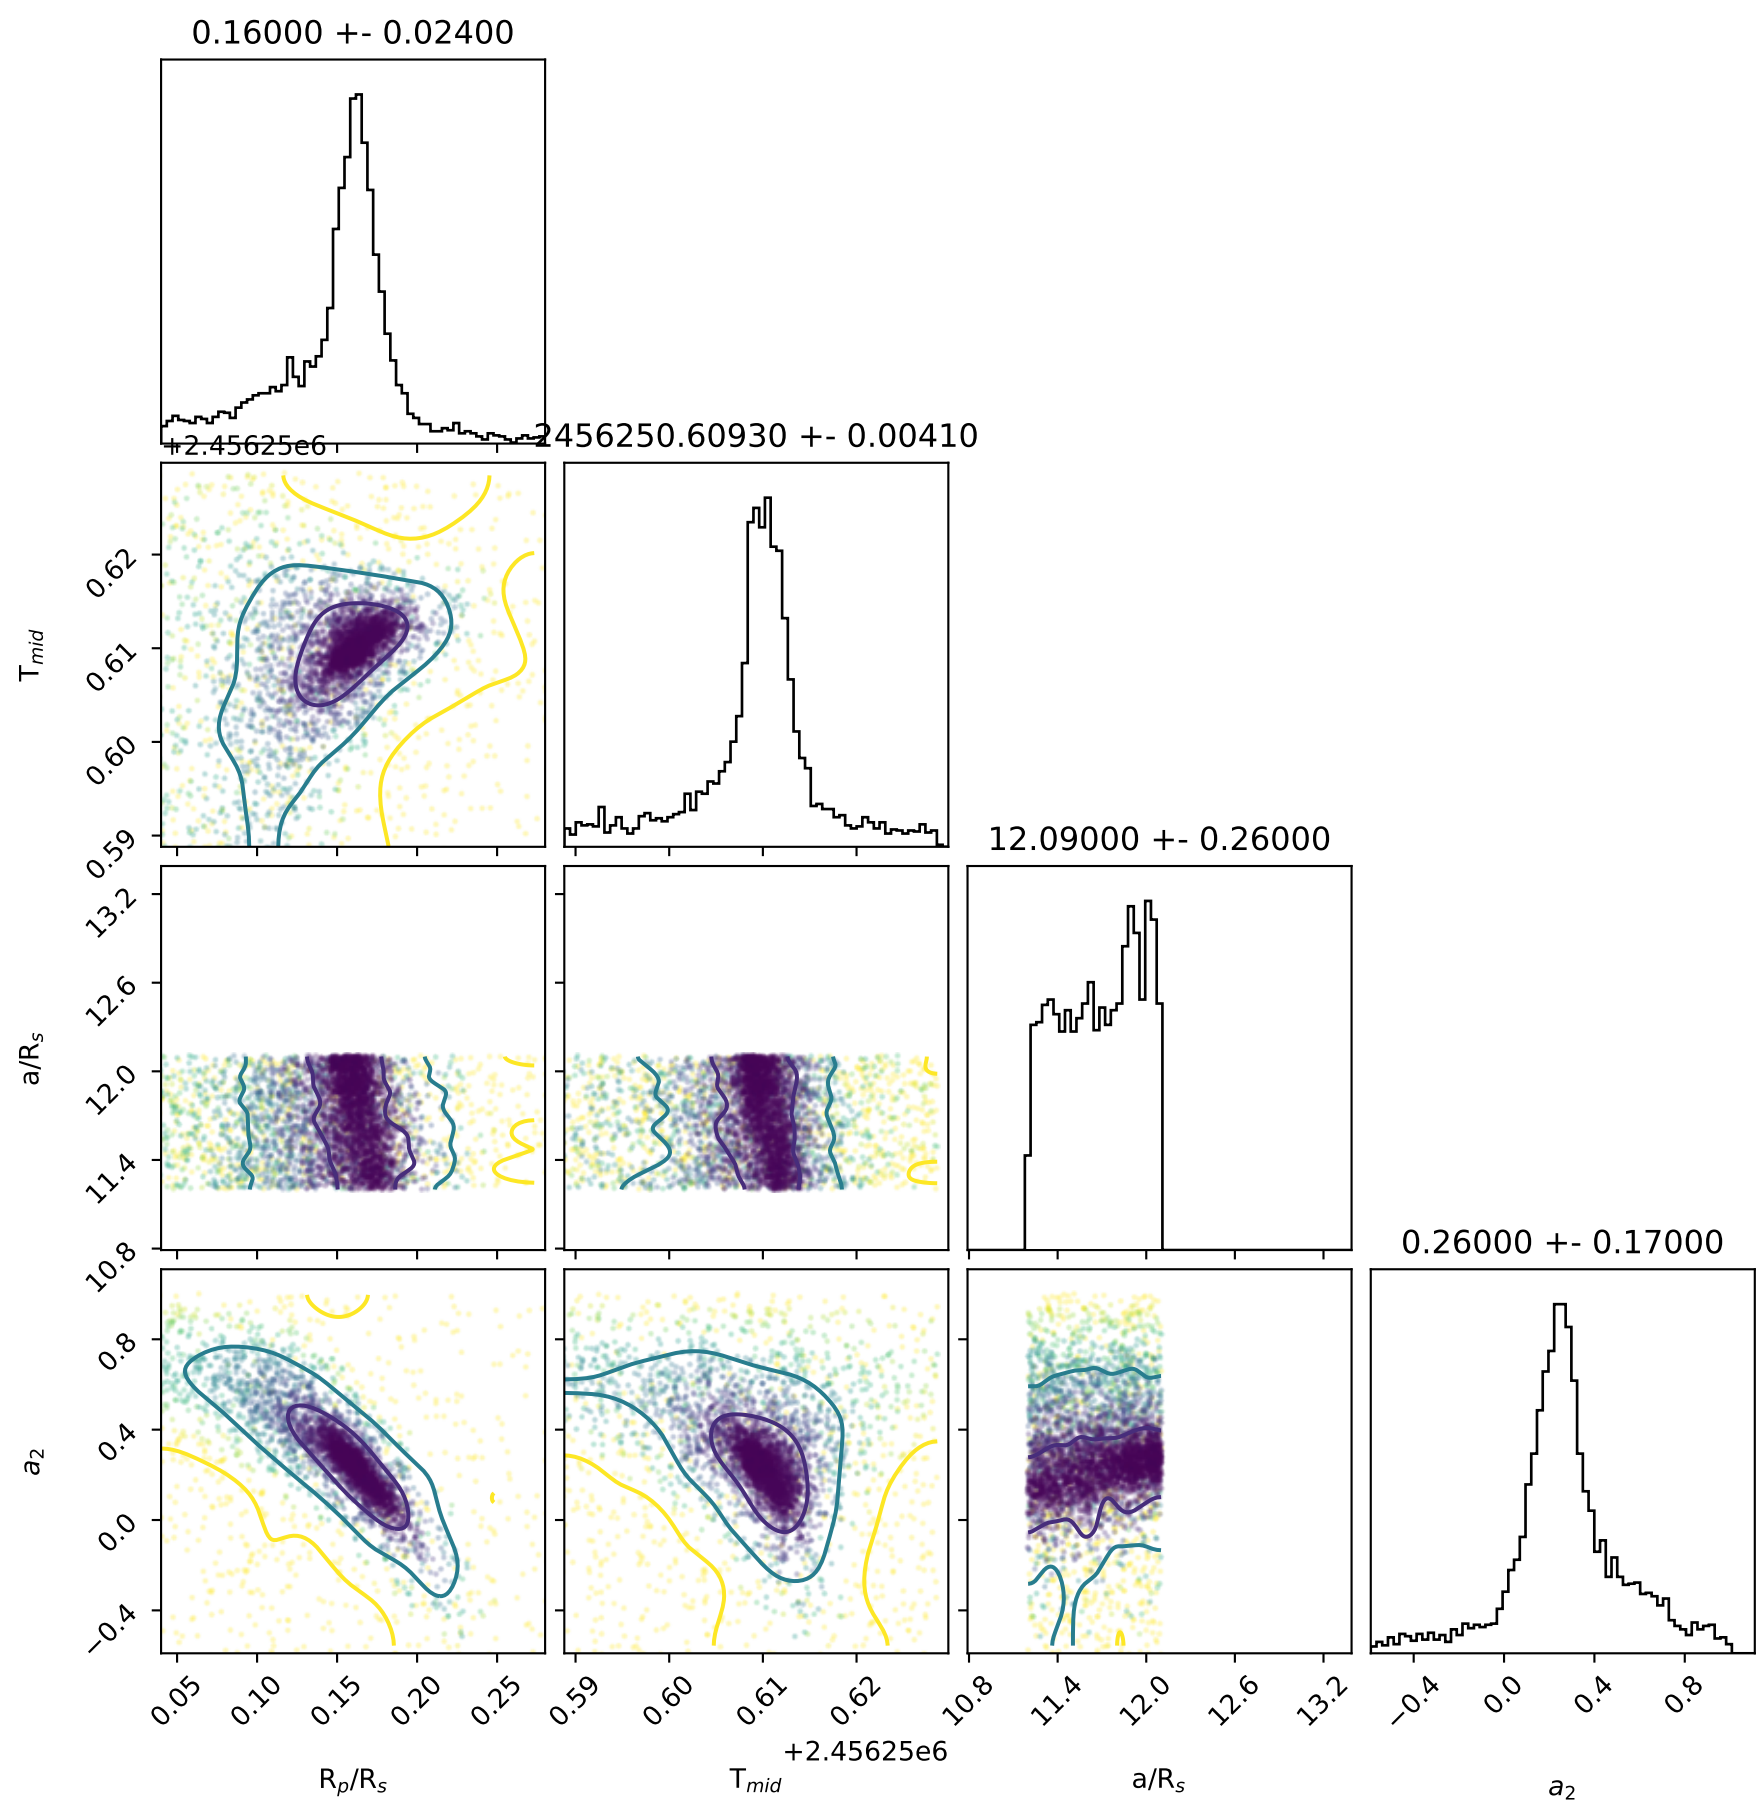 0.16000 +- 0.02400
+2.45625e6
2456250.60930 +- 0.00410
0.62
0.61
0.60
0.59
T_mid
12.09000 +- 0.26000
13.2
12.6
12.0
11.4
10.8
a/R_s
0.26000 +- 0.17000
0.8
0.4
0.0
−0.4
a_2
0.05 0.10 0.15 0.20 0.25
0.59 0.60 0.61 0.62
10.8 11.4 12.0 12.6 13.2
−0.4 0.0 0.4 0.8
+2.45625e6
R_p/R_s T_mid a/R_s a_2